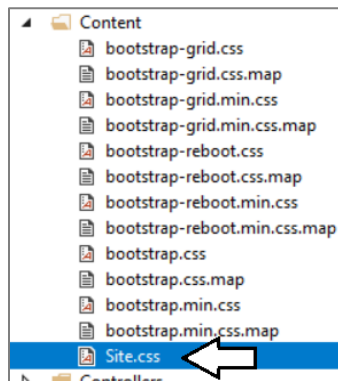 Content
bootstrap-grid.css
bootstrap-grid.css.map
bootstrap-grid.min.css
bootstrap-grid.min.css.map
bootstrap-reboot.css
bootstrap-reboot.css.map
bootstrap-reboot.min.css
bootstrap-reboot.min.css.map
bootstrap.css
bootstrap.css.map
bootstrap.min.css
bootstrap.min.css.map
Site.css
Controllers